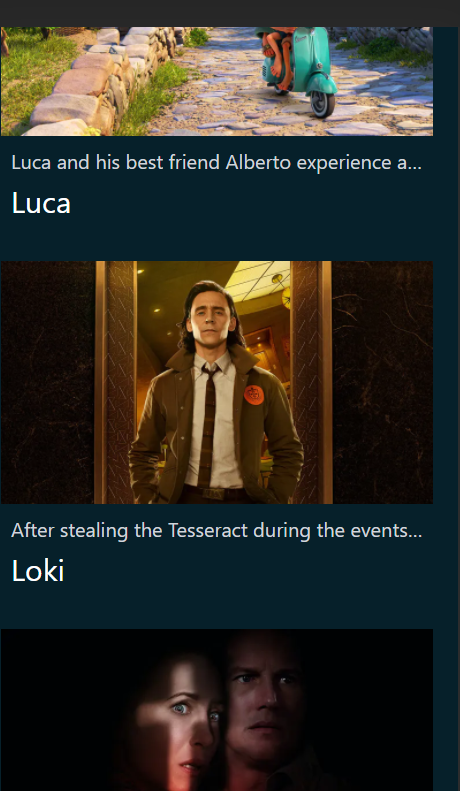 Luca and his best friend Alberto experience a...
Luca
After stealing the Tesseract during the events...
Loki